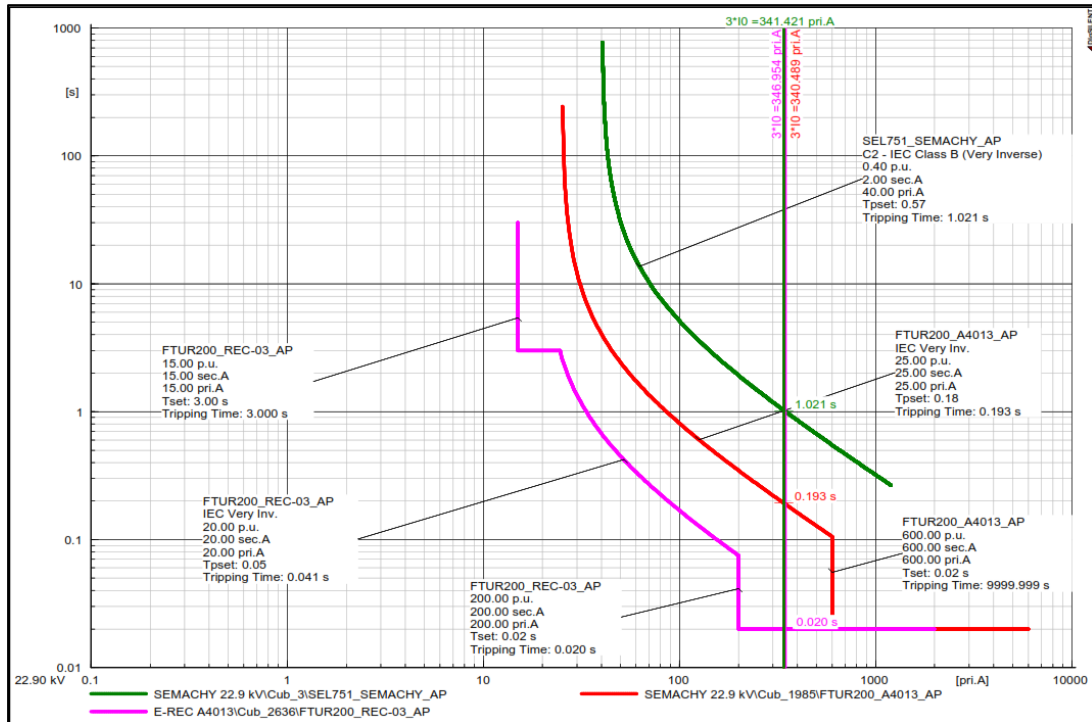 3*I0 =341.421 pri.A
3*I0 =346.954 pri.A
3*I0 =340.489 pri.A
DIgSILENT
1000
[s]
100
10
1
0.1
0.01
SEL751_SEMACHY_AP
C2 - IEC Class B (Very Inverse)
0.40 p.u.
2.00 sec.A
40.00 pri.A
Tpset: 0.57
Tripping Time: 1.021 s
FTUR200_A4013_AP
IEC Very Inv.
25.00 p.u.
25.00 sec.A
25.00 pri.A
Tpset: 0.18
Tripping Time: 0.193 s
FTUR200_REC-03_AP
15.00 p.u.
15.00 sec.A
15.00 pri.A
Tset: 3.00 s
Tripping Time: 3.000 s
1.021 s
0.193 s
FTUR200_REC-03_AP
IEC Very Inv.
20.00 p.u.
20.00 sec.A
20.00 pri.A
Tpset: 0.05
Tripping Time: 0.041 s
FTUR200_A4013_AP
600.00 p.u.
600.00 sec.A
600.00 pri.A
Tset: 0.02 s
Tripping Time: 9999.999 s
FTUR200_REC-03_AP
200.00 p.u.
200.00 sec.A
200.00 pri.A
Tset: 0.02 s
Tripping Time: 0.020 s
0.020 s
22.90 kV
0.1
1
10
100
1000
[pri.A]
10000
SEMACHY 22.9 kV\Cub_3\SEL751_SEMACHY_AP
SEMACHY 22.9 kV\Cub_1985\FTUR200_A4013_AP
E-REC A4013\Cub_2636\FTUR200_REC-03_AP